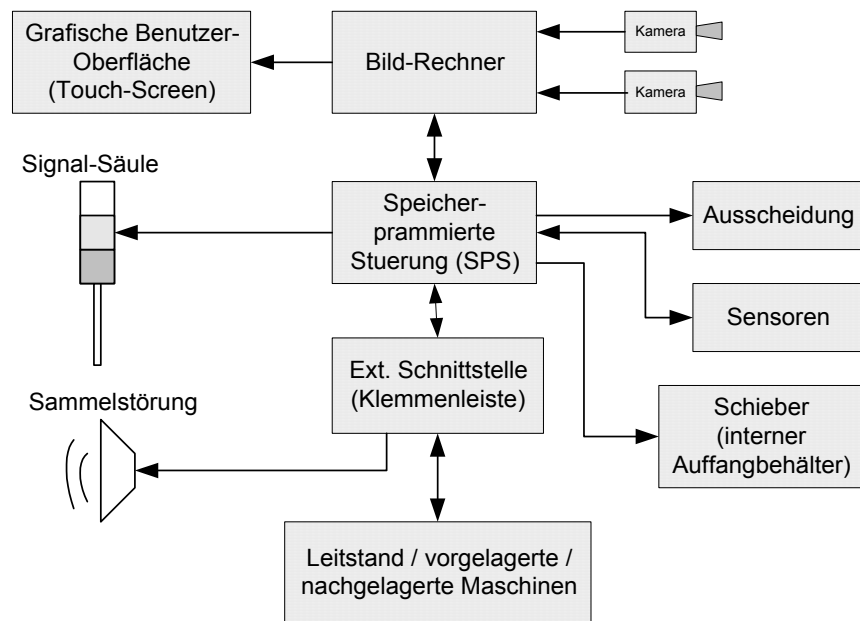 Grafische Benutzer-
Oberfläche
(Touch-Screen)
Bild-Rechner
Kamera
Kamera
Signal-Säule
Speicher-
prammierte
Stuerung (SPS)
Ausscheidung
Sensoren
Ext. Schnittstelle
(Klemmenleiste)
Schieber
(interner
Auffangbehälter)
Sammelstörung
Leitstand / vorgelagerte /
nachgelagerte Maschinen